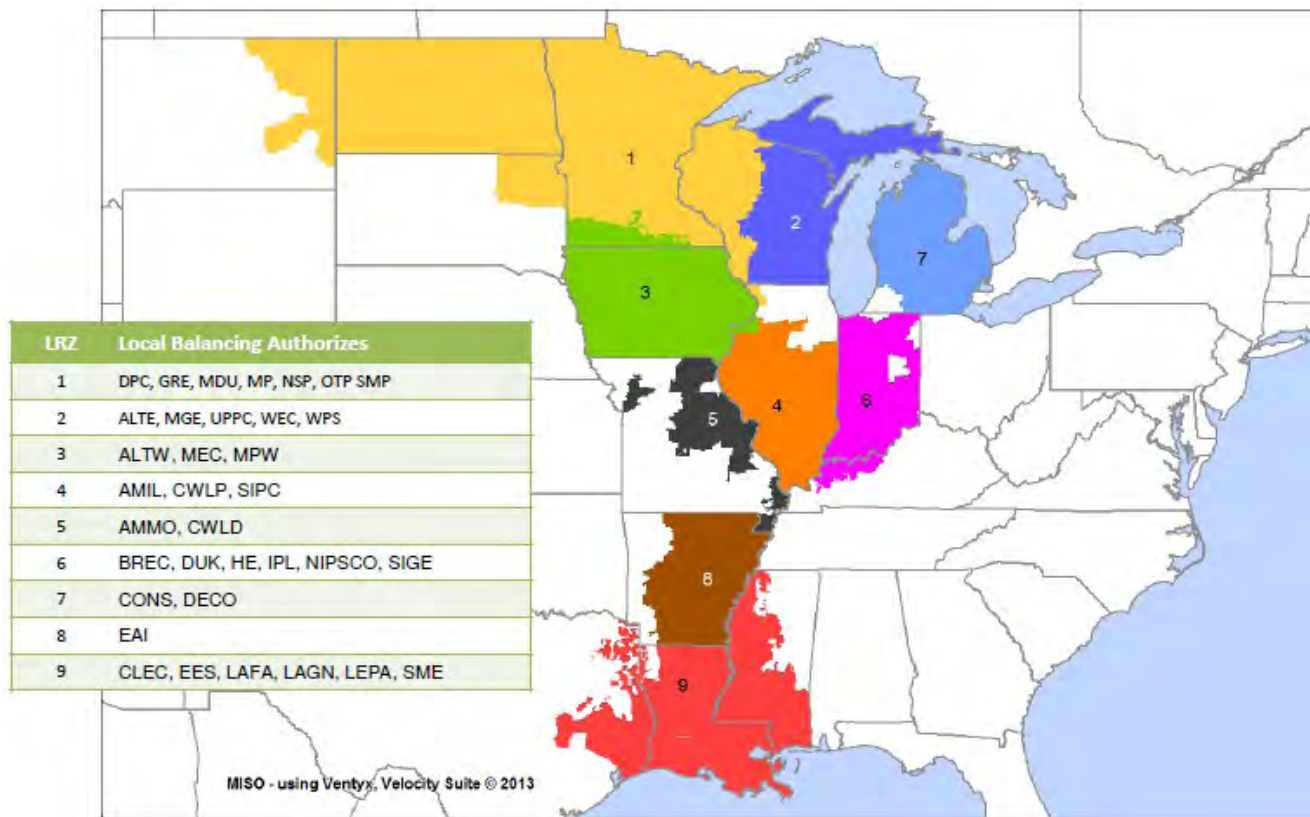 1
2
7
3
LRZ Local Balancing Authorizes
1 DPC, GRE, MDU, MP, NSP, OTP SMP
2 ALTE, MGE, UPPC, WEC, WPS
3 ALTW, MEC, MPW
4 AMIL, CWLP, SIPC
5 AMMO, CWLD
6 BREC, DUK, HE, IPL, NIPSCO, SIGE
7 CONS, DECO
8 EAI
9 CLEC, EES, LAFA, LAGN, LEPA, SME
4
6
5
8
9
MISO - using Ventyx, Velocity Suite © 2013